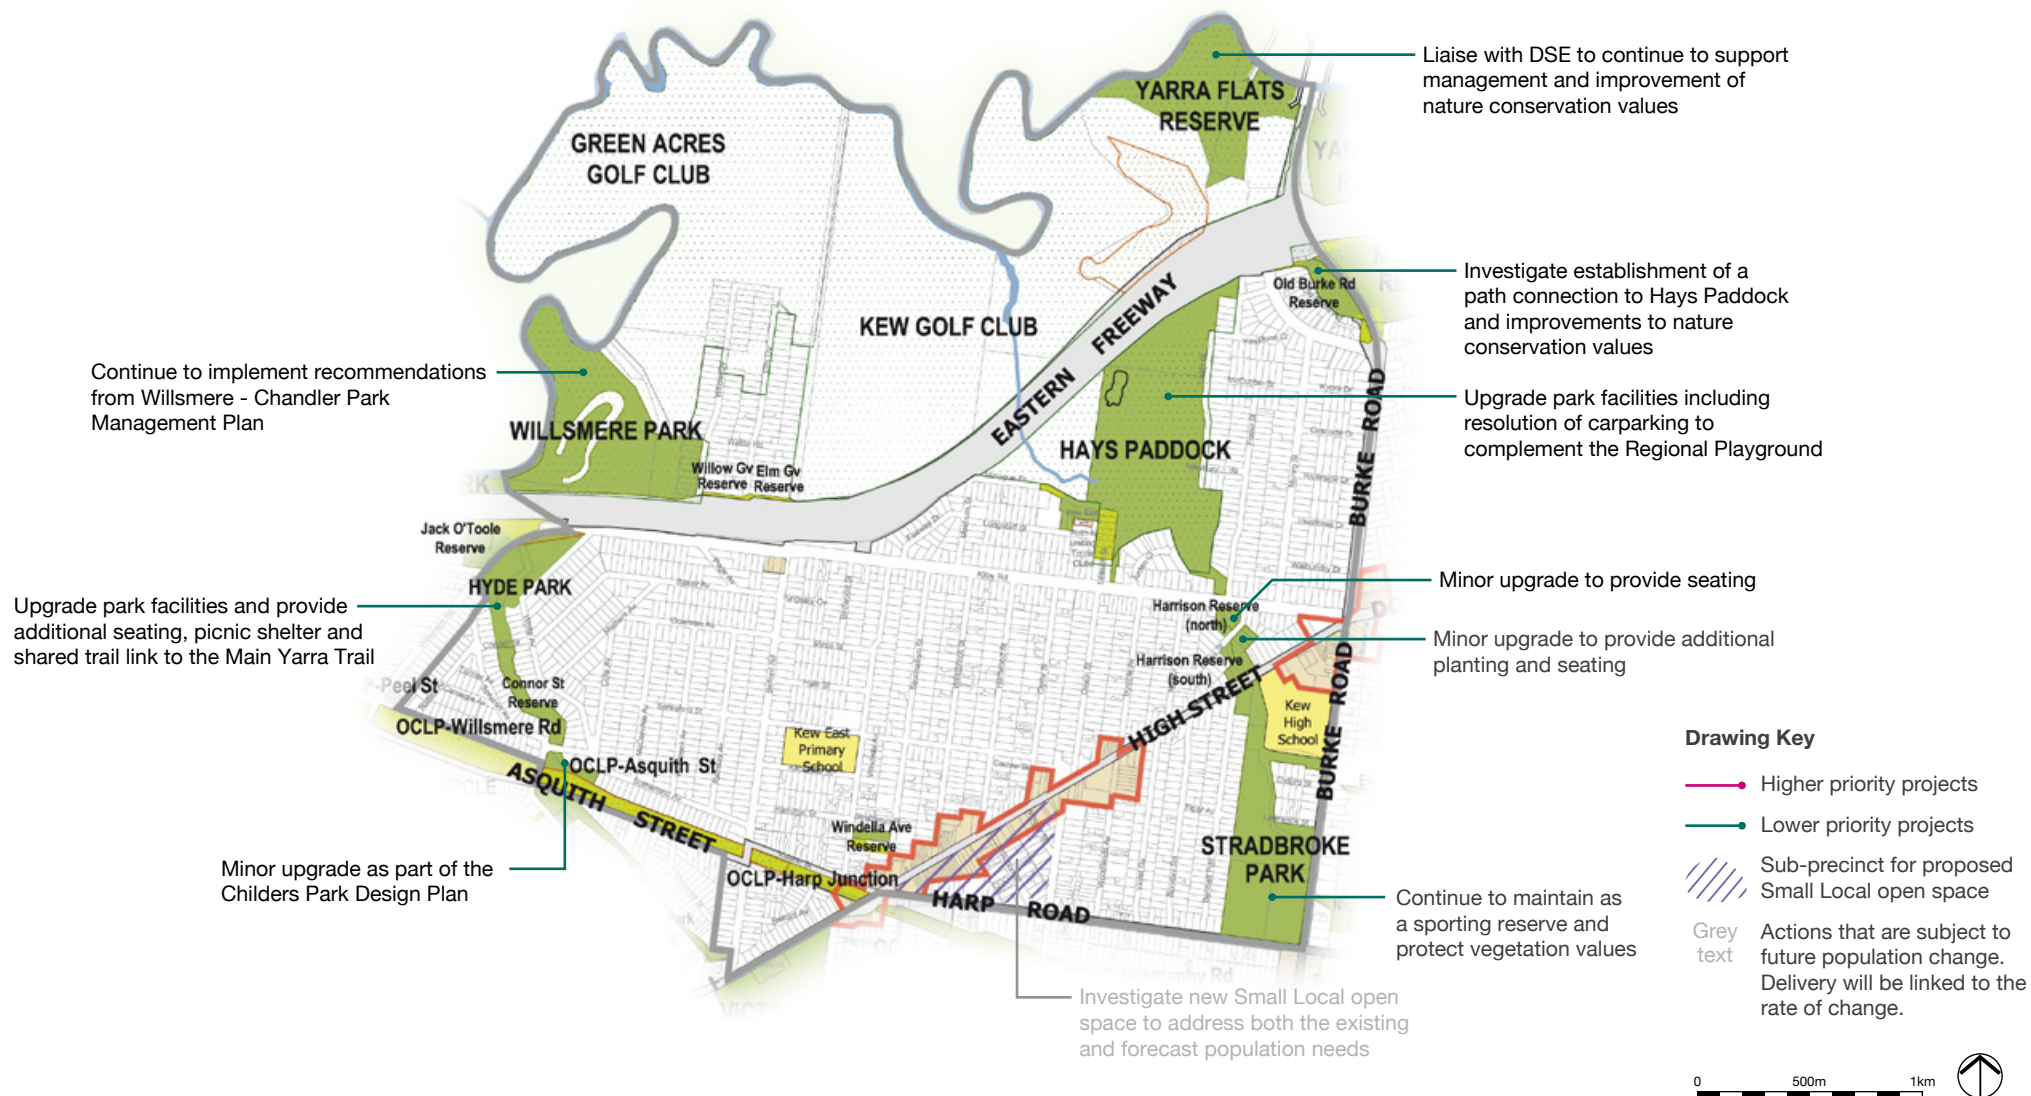 Liaise with DSE to continue to support
management and improvement of
nature conservation values
YARRA FLATS
RESERVE
GREEN ACRES
GOLF CLUB
Investigate establishment of a
path connection to Hays Paddock
and improvements to nature
conservation values
Old Burke Rd
Reserve
KEW GOLF CLUB
EASTERN FREEWAY
Continue to implement recommendations
from Willsmere - Chandler Park
Management Plan
WILLSMERE PARK
Upgrade park facilities including
resolution of carparking to
complement the Regional Playground
HAYS PADDOCK
BURKE ROAD
Willow Gv
Reserve
Elm Gv
Reserve
Jack O'Toole
Reserve
HYDE PARK
Kilby Rd
Minor upgrade to provide seating
Harrison Reserve
(north)
Upgrade park facilities and provide
additional seating, picnic shelter and
shared trail link to the Main Yarra Trail
Minor upgrade to provide additional
planting and seating
Harrison Reserve
(south)
HIGH STREET
BURKE ROAD
Kew
High
School
-Peel St
Connor St
Reserve
OCLP-Willsmere Rd
Kew East
Primary
School
OCLP-Asquith St
ASQUITH STREET
Windella Ave
Reserve
STRADBROKE
PARK
Minor upgrade as part of the
Childers Park Design Plan
OCLP-Harp Junction
HARP ROAD
Continue to maintain as
a sporting reserve and
protect vegetation values
Normanby Rd
Investigate new Small Local open
space to address both the existing
and forecast population needs
Drawing Key
Higher priority projects
Lower priority projects
Sub-precinct for proposed
Small Local open space
Grey
text
Actions that are subject to
future population change.
Delivery will be linked to the
rate of change.
0 500m 1km